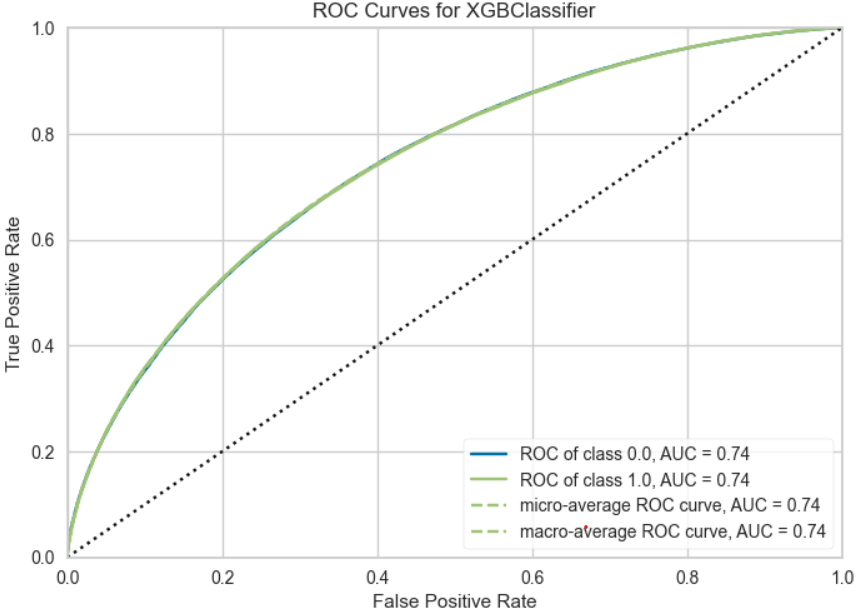 ROC Curves for XGBClassifier
1.0
0.8
0.6
0.4
0.2
0.0
True Positive Rate
ROC of class 0.0, AUC = 0.74
ROC of class 1.0, AUC = 0.74
micro-average ROC curve, AUC = 0.74
macro-average ROC curve, AUC = 0.74
0.0 0.2 0.4 0.6 0.8 1.0
False Positive Rate